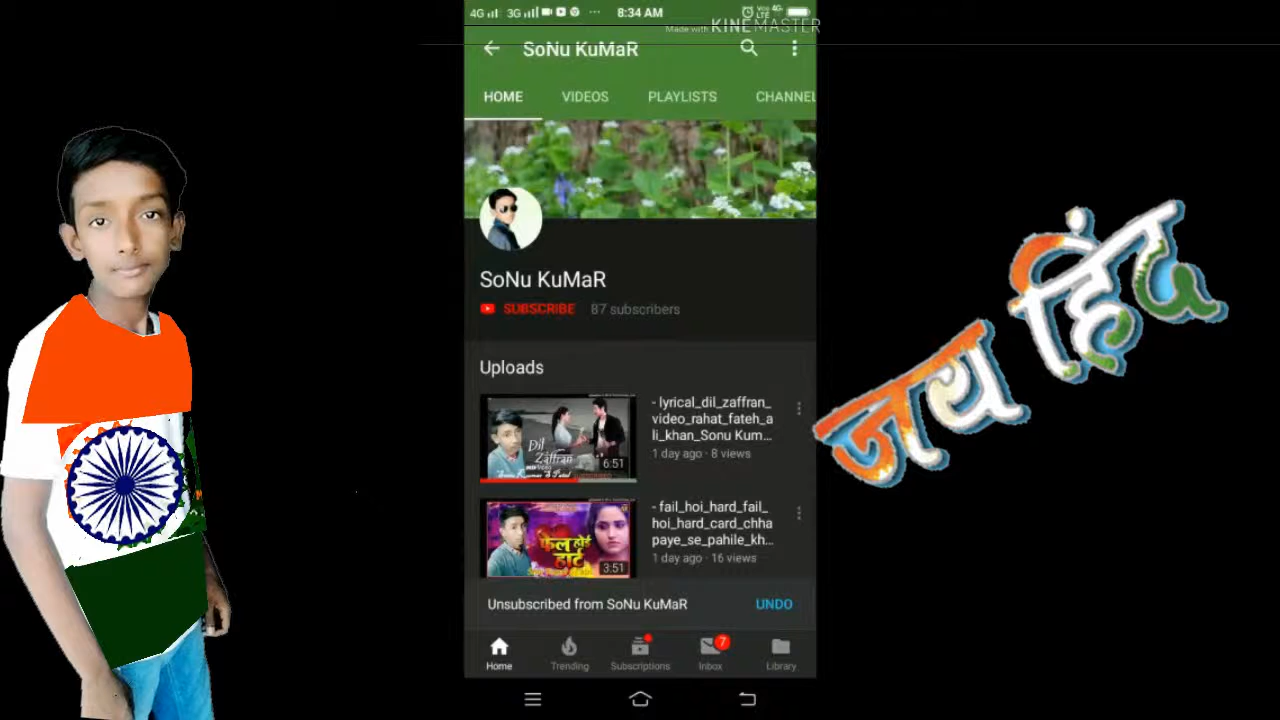 4G 3G 8:34 AM VoLTE 4G
Made with KINEMASTER
SoNu KuMaR
HOME VIDEOS PLAYLISTS CHANNEL
SoNu KuMaR
SUBSCRIBE 87 subscribers
Uploads
- lyrical_dil_zaffran_
video_rahat_fateh_a
li_khan_Sonu Kum...
1 day ago · 8 views
Dil
Zaffran
6:51
- fail_hoi_hard_fail_
hoi_hard_card_chha
paye_se_pahile_kh...
1 day ago · 16 views
फेल होई
हार्ट
3:51
Unsubscribed from SoNu KuMaR UNDO
7
Home Trending Subscriptions Inbox Library
जय हिंद